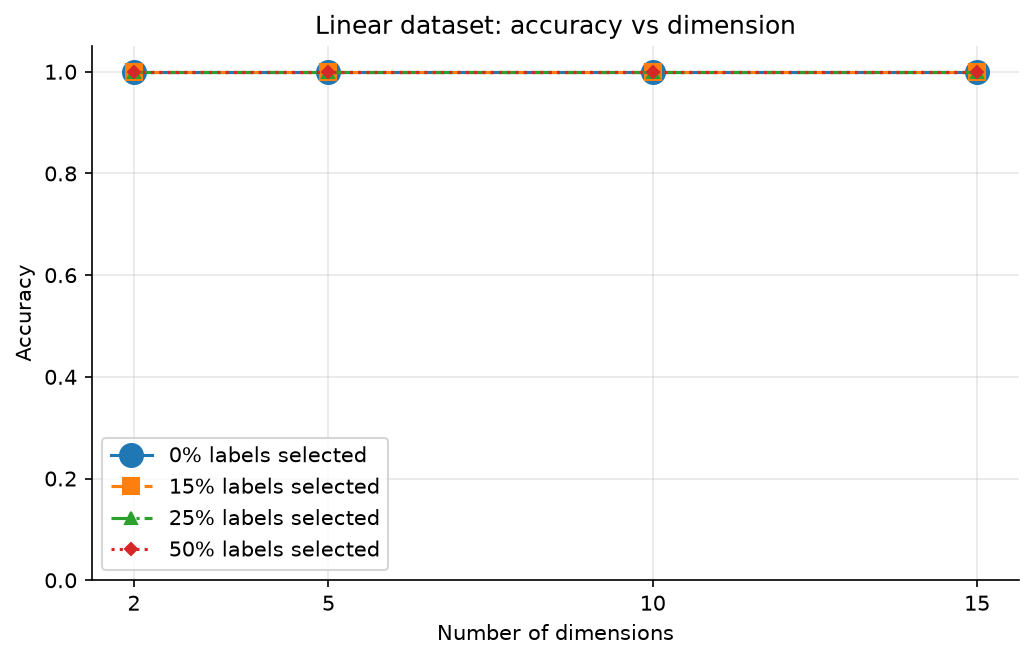 Linear dataset: accuracy vs dimension
1.0
0.8
0.6
0.4
0.2
0.0
Accuracy
0% labels selected
15% labels selected
25% labels selected
50% labels selected
2 5 10 15
Number of dimensions